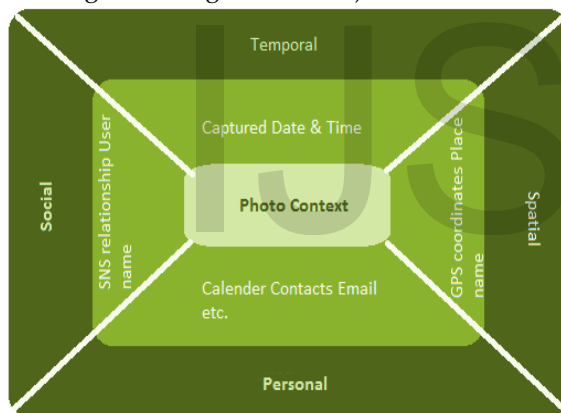 Temporal
Captured Date & Time
Social
SNS relationship User
name
Photo Context
GPS coordinates Place
name
Spatial
Calender Contacts Email
etc.
Personal
IJS